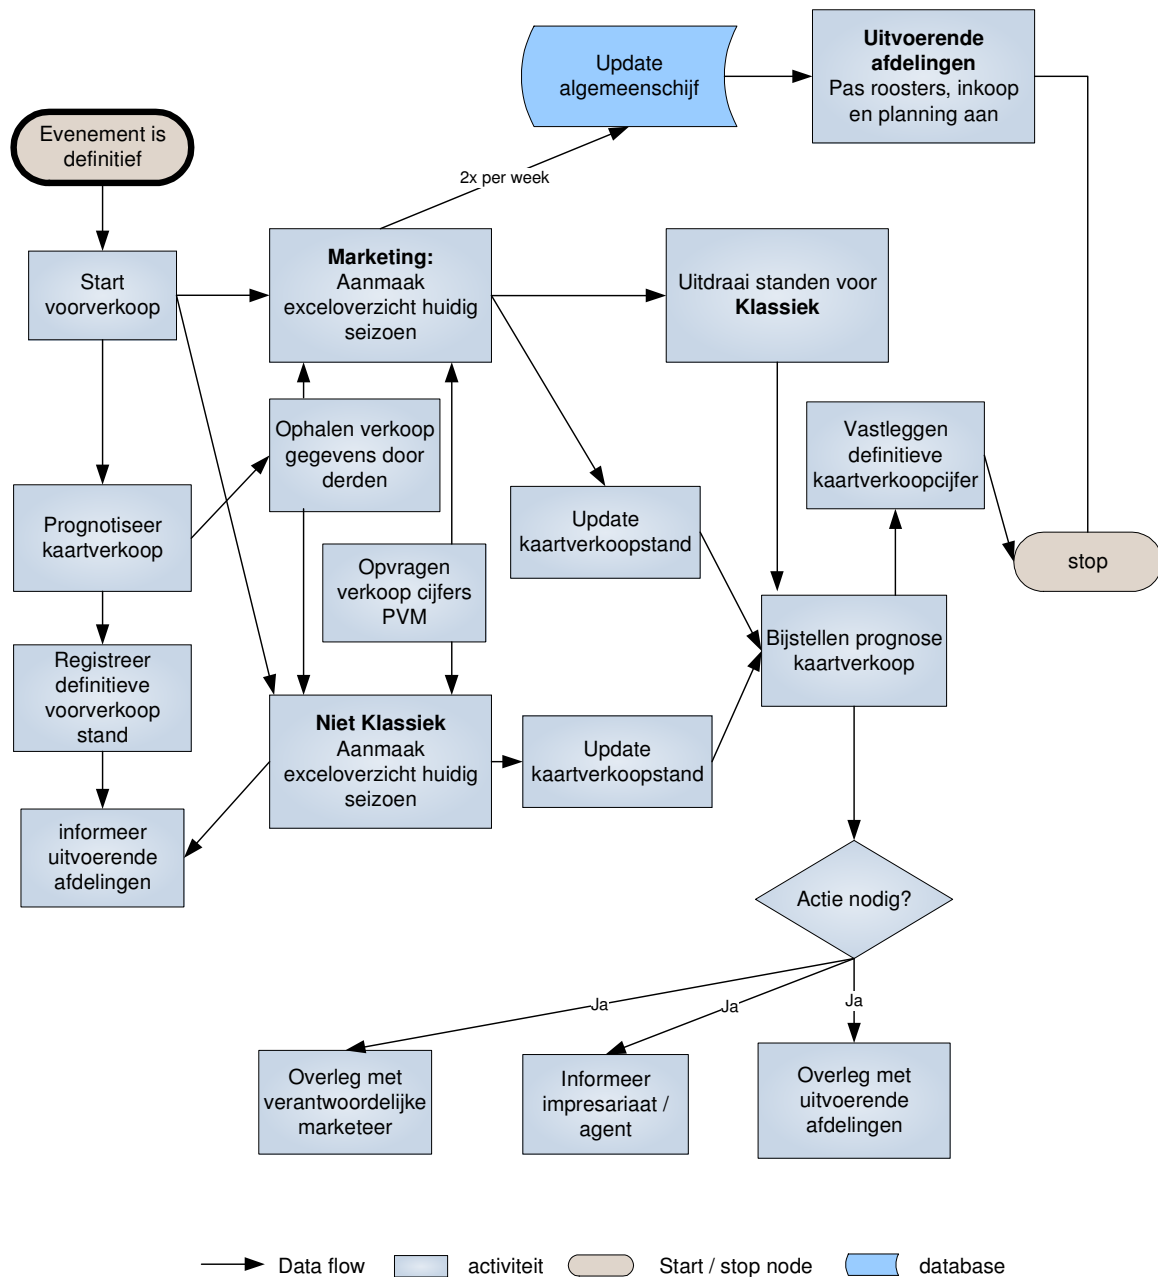 Evenement is
definitief
Update
algemeenschijf
Uitvoerende
afdelingen
Pas roosters, inkoop
en planning aan
2x per week
Start
voorverkoop
Marketing:
Aanmaak
exceloverzicht huidig
seizoen
Uitdraai standen voor
Klassiek
Ophalen verkoop
gegevens door
derden
Vastleggen
definitieve
kaartverkoopcijfer
Prognotiseer
kaartverkoop
Update
kaartverkoopstand
stop
Opvragen
verkoop cijfers
PVM
Bijstellen prognose
kaartverkoop
Registreer
definitieve
voorverkoop
stand
Niet Klassiek
Aanmaak
exceloverzicht huidig
seizoen
Update
kaartverkoopstand
informeer
uitvoerende
afdelingen
Actie nodig?
Ja
Ja
Ja
Overleg met
verantwoordelijke
marketeer
Informeer
impresariaat /
agent
Overleg met
uitvoerende
afdelingen
Data flow
activiteit
Start / stop node
database